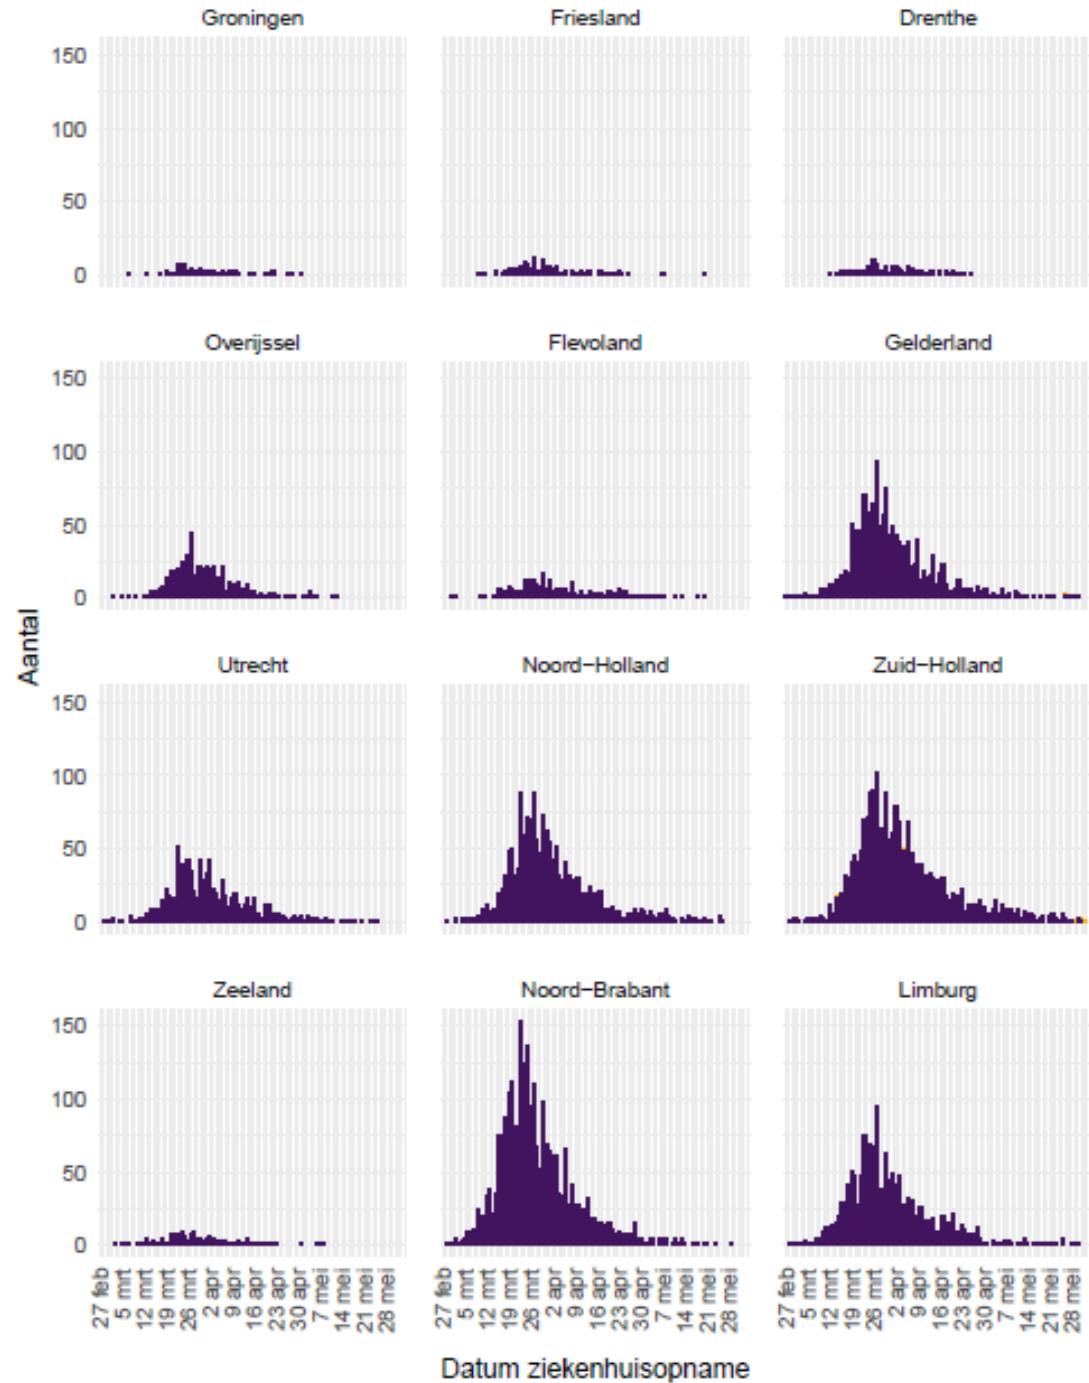 Groningen Friesland Drenthe
150
100
50
0
Overijssel Flevoland Gelderland
150
100
50
0
Aantal
Utrecht Noord-Holland Zuid-Holland
150
100
50
0
Zeeland Noord-Brabant Limburg
150
100
50
0
27 feb 5 mrt 12 mrt 19 mrt 26 mrt 2 apr 9 apr 16 apr 23 apr 30 apr 7 mei 14 mei 21 mei 28 mei
27 feb 5 mrt 12 mrt 19 mrt 26 mrt 2 apr 9 apr 16 apr 23 apr 30 apr 7 mei 14 mei 21 mei 28 mei
27 feb 5 mrt 12 mrt 19 mrt 26 mrt 2 apr 9 apr 16 apr 23 apr 30 apr 7 mei 14 mei 21 mei 28 mei
Datum ziekenhuisopname